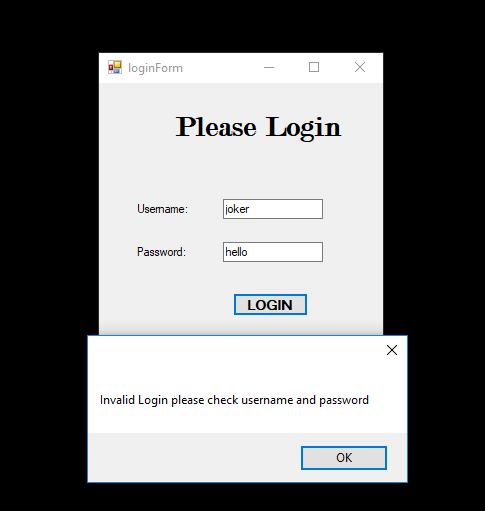 loginForm
Please Login
Username: joker
Password: hello
LOGIN
Invalid Login please check username and password
OK